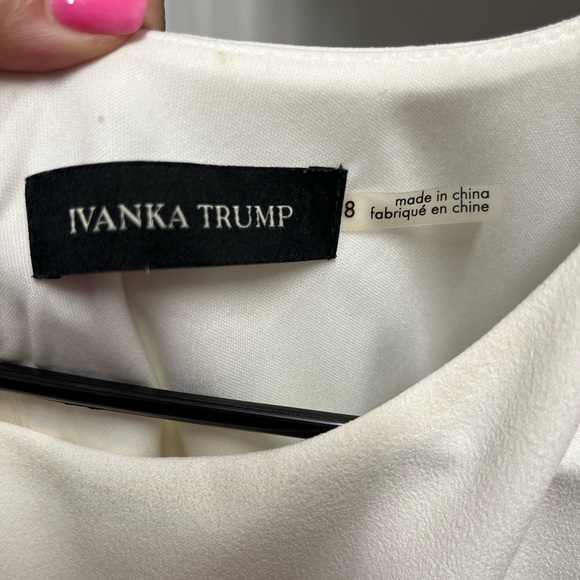 IVANKA TRUMP
8
made in china
fabriqué en chine